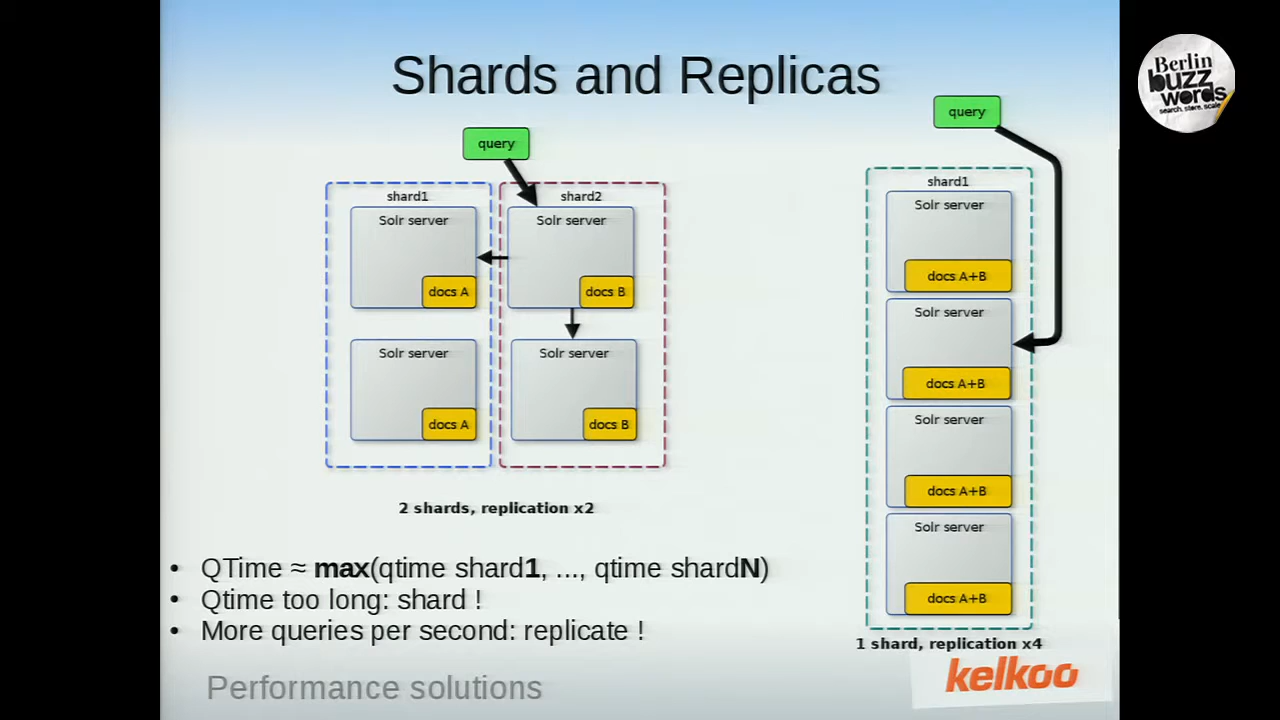 Shards and Replicas
Berlin
buzz
words
search. store. scale
query
shard1
shard2
Solr server
Solr server
docs A
docs B
Solr server
Solr server
docs A
docs B
2 shards, replication x2
query
shard1
Solr server
docs A+B
Solr server
docs A+B
Solr server
docs A+B
Solr server
docs A+B
1 shard, replication x4
• QTime ≈ max(qtime shard1, ..., qtime shardN)
• Qtime too long: shard !
• More queries per second: replicate !
Performance solutions
kelkoo